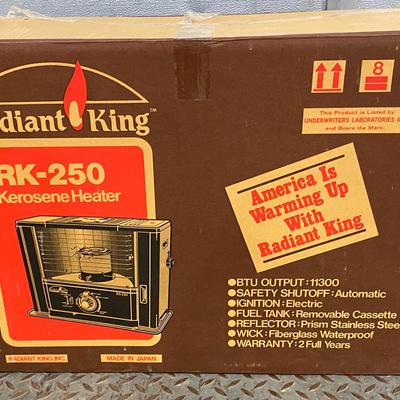 adiant King™
RK-250
Kerosene Heater
RADIANT KING, INC.
MADE IN JAPAN
8
This Product is Listed by
UNDERWRITERS LABORATORIES
and Bears the Mark:
America Is
Warming Up
With
Radiant King
●BTU OUTPUT:11300
●SAFETY SHUTOFF:Automatic
●IGNITION:Electric
●FUEL TANK:Removable Cassette
●REFLECTOR:Prism Stainless Stee
●WICK:Fiberglass Waterproof
●WARRANTY:2 Full Years